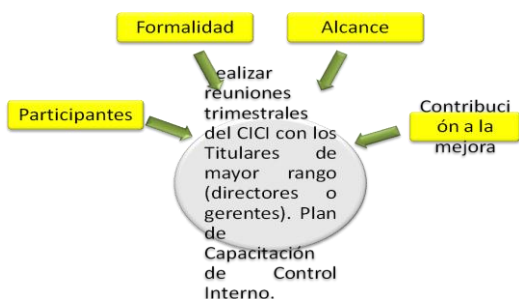 Formalidad
Alcance
Participantes
Contribuci
ón a la
mejora
ealizar
reuniones
trimestrales
del CICI con los
Titulares de
mayor rango
(directores o
gerentes). Plan
de
Capacitación
de Control
Interno.